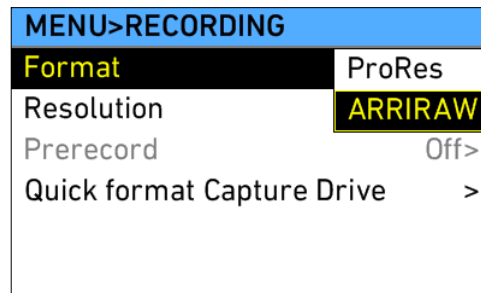 MENU>RECORDING
Format ProRes
Resolution ARRIRAW
Prerecord Off>
Quick format Capture Drive >